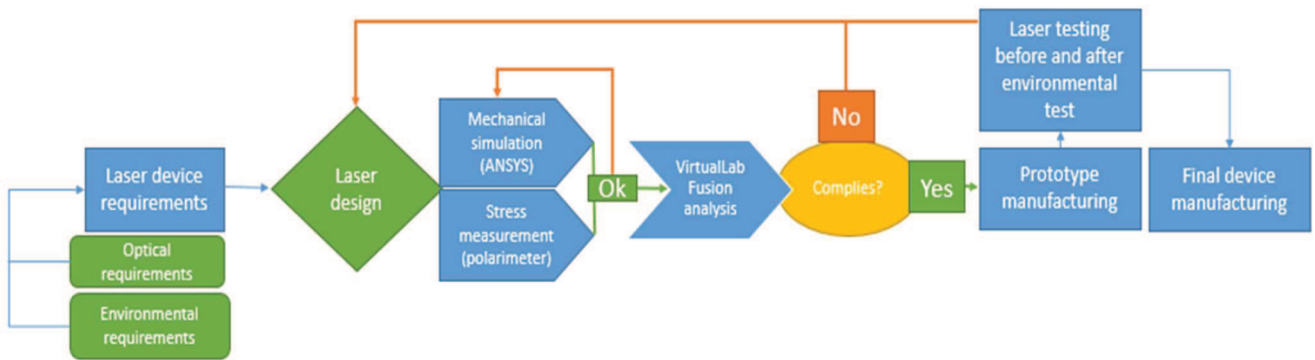 Laser device
requirements
Optical
requirements
Environmental
requirements
Laser
design
Mechanical
simulation
(ANSYS)
Stress
measurement
(polarimeter)
Ok
VirtualLab
Fusion
analysis
No
Complies?
Yes
Laser testing
before and after
environmental
test
Prototype
manufacturing
Final device
manufacturing